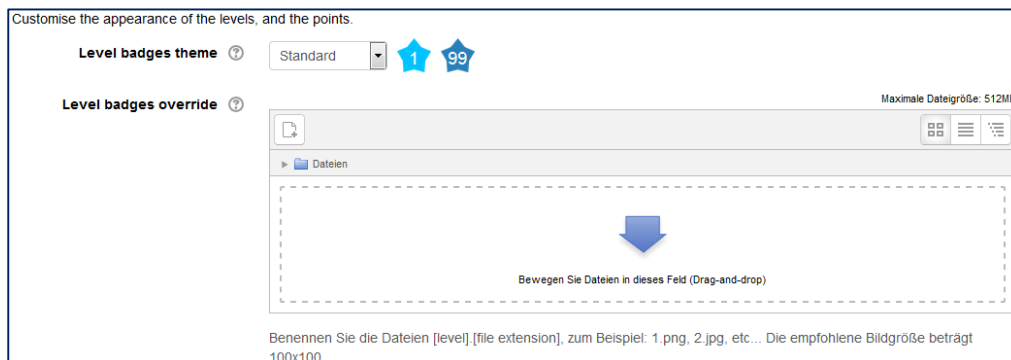 Customise the appearance of the levels, and the points.
Level badges theme
Standard
1
99
Level badges override
Maximale Dateigröße: 512M
Dateien
Bewegen Sie Dateien in dieses Feld (Drag-and-drop)
Benennen Sie die Dateien [level].[file extension], zum Beispiel: 1.png, 2.jpg, etc... Die empfohlene Bildgröße beträgt
100x100